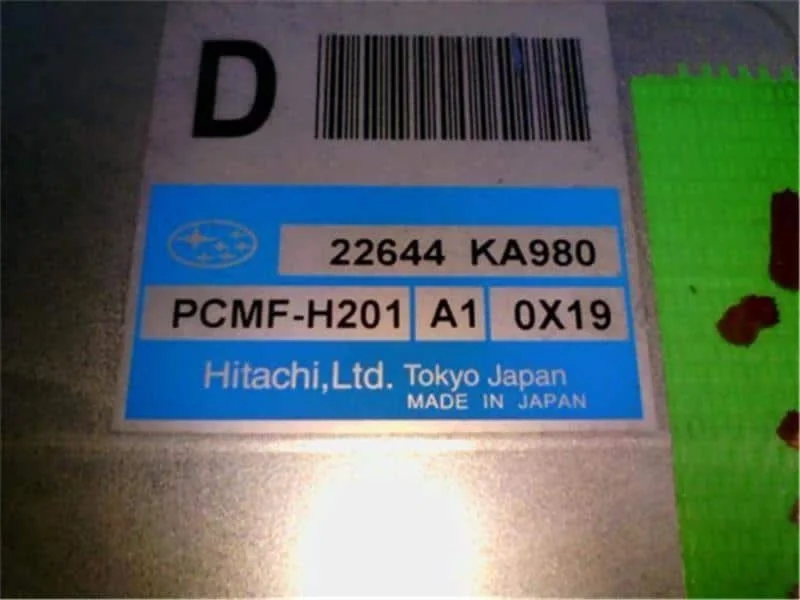 D
22644 KA980
PCMF-H201 A1 0X19
Hitachi,Ltd. Tokyo Japan
MADE IN JAPAN